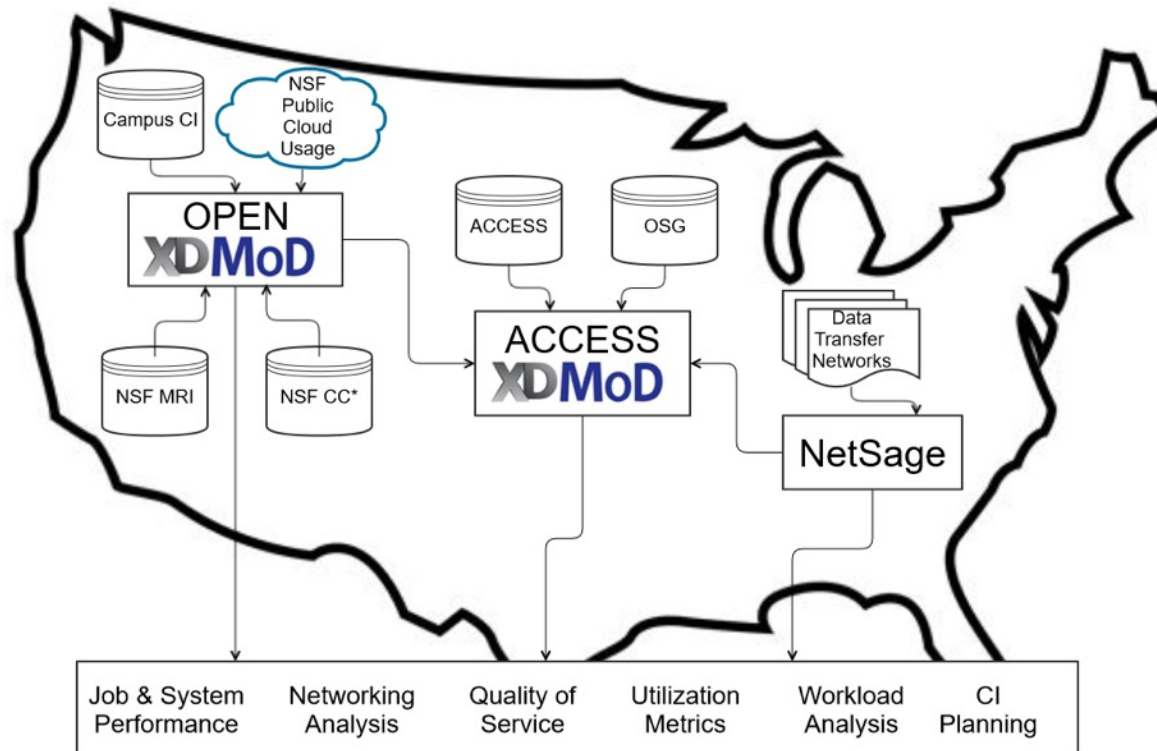 Campus CI
NSF
Public
Cloud
Usage
OPEN
XDMoD
NSF MRI
NSF CC*
ACCESS
OSG
ACCESS
XDMoD
Data
Transfer
Networks
NetSage
Job & System
Performance
Networking
Analysis
Quality of
Service
Utilization
Metrics
Workload
Analysis
CI
Planning